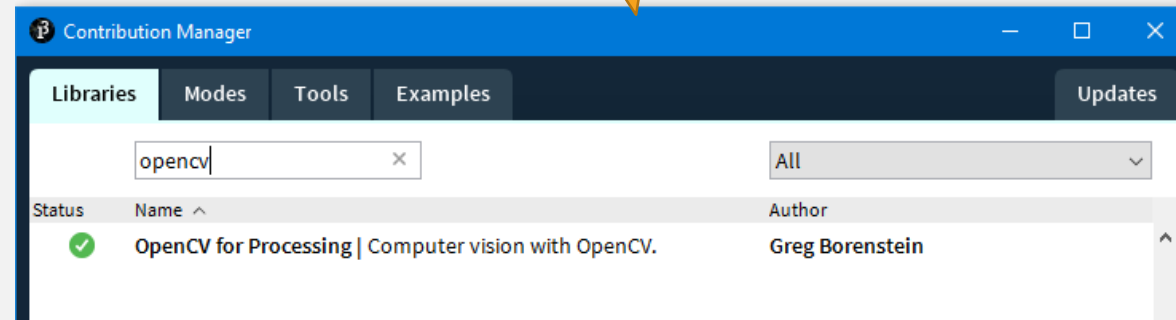 Contribution Manager
Libraries Modes Tools Examples Updates
opencv All
Status Name Author
OpenCV for Processing | Computer vision with OpenCV. Greg Borenstein